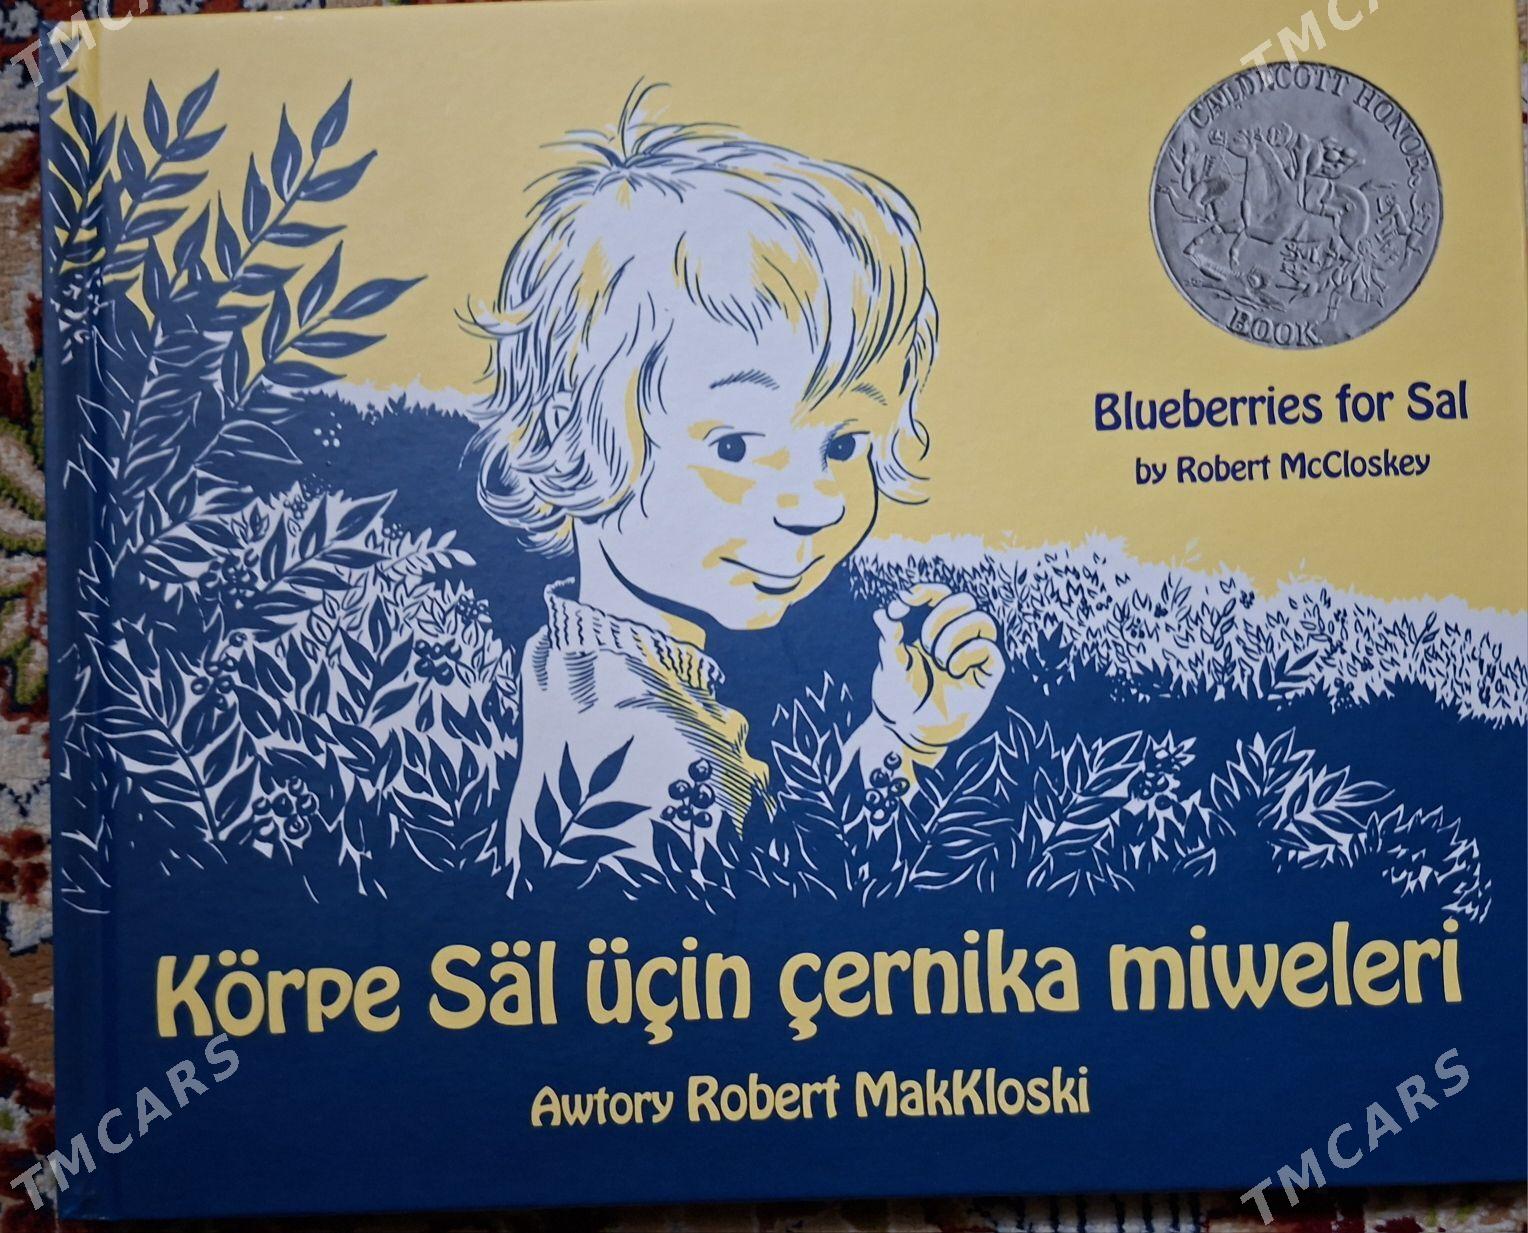 TMCARS
TMCARS
CALDECOTT HONOR
BOOK
Blueberries for Sal
by Robert McCloskey
Körpe Säl üçin çernika miweleri
Awtory Robert MakKloski
TMCARS
TMCARS